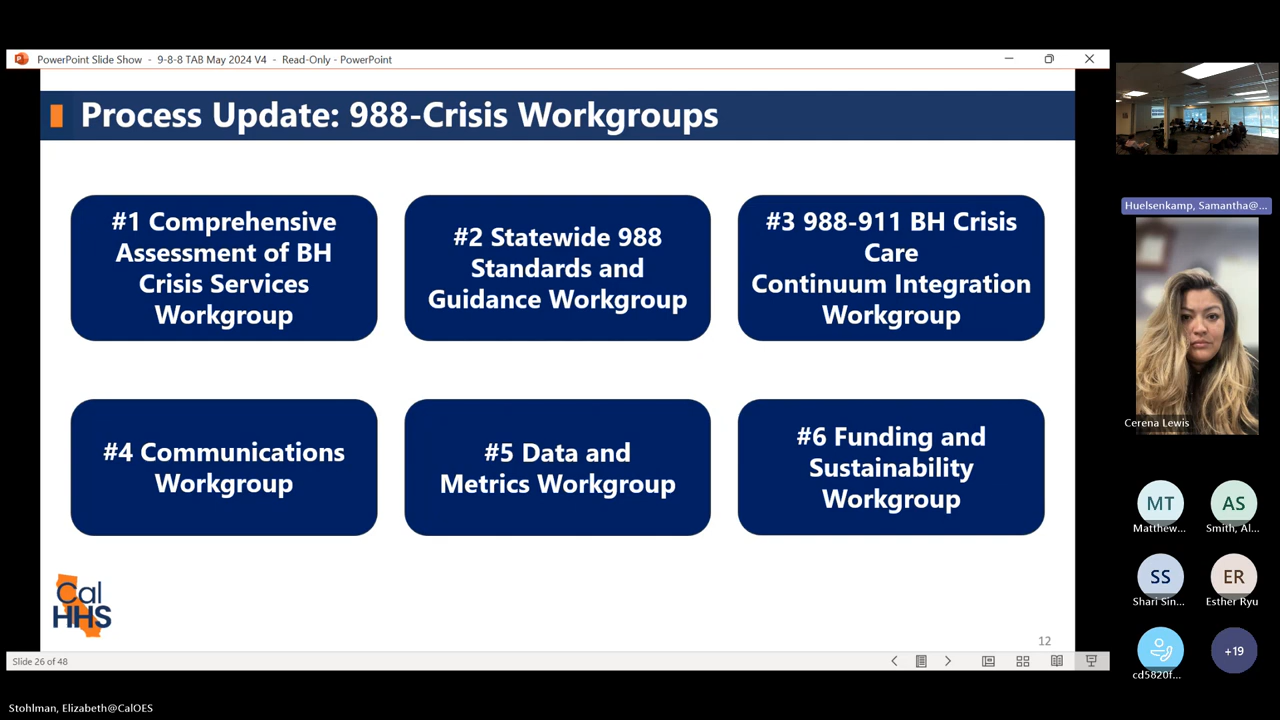 PowerPoint Slide Show - 9-8-8 TAB May 2024 V4 - Read-Only - PowerPoint
Process Update: 988-Crisis Workgroups
#1 Comprehensive
Assessment of BH
Crisis Services
Workgroup
#2 Statewide 988
Standards and
Guidance Workgroup
#3 988-911 BH Crisis
Care
Continuum Integration
Workgroup
#4 Communications
Workgroup
#5 Data and
Metrics Workgroup
#6 Funding and
Sustainability
Workgroup
Cal
HHS
12
Slide 26 of 48
Huelsenkamp, Samantha@...
Cerena Lewis
MT
Matthew...
AS
Smith, Al...
SS
Shari Sin...
ER
Esther Ryu
cd5820f...
+19
Stohlman, Elizabeth@CalOES